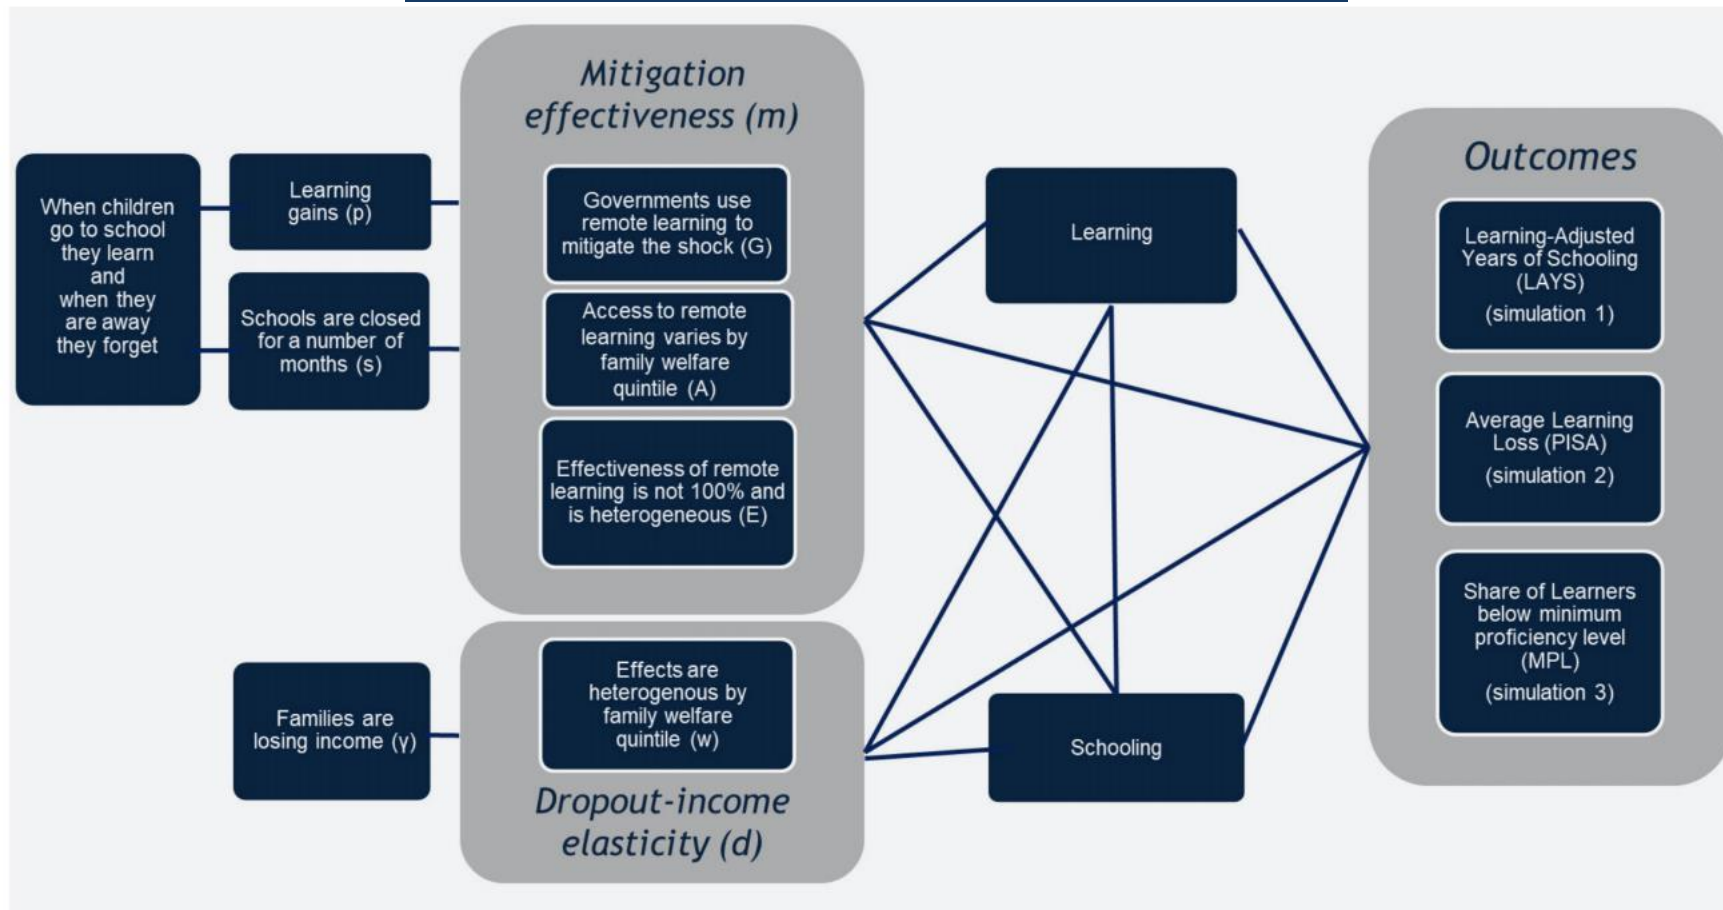 When children
go to school
they learn
and
when they
are away
they forget
Learning
gains (p)
Schools are closed
for a number of
months (s)
Mitigation
effectiveness (m)
Governments use
remote learning to
mitigate the shock (G)
Access to remote
learning varies by
family welfare
quintile (A)
Effectiveness of remote
learning is not 100% and
is heterogeneous (E)
Families are
losing income (γ)
Effects are
heterogenous by
family welfare
quintile (w)
Dropout-income
elasticity (d)
Learning
Schooling
Outcomes
Learning-Adjusted
Years of Schooling
(LAYS)
(simulation 1)
Average Learning
Loss (PISA)
(simulation 2)
Share of Learners
below minimum
proficiency level
(MPL)
(simulation 3)